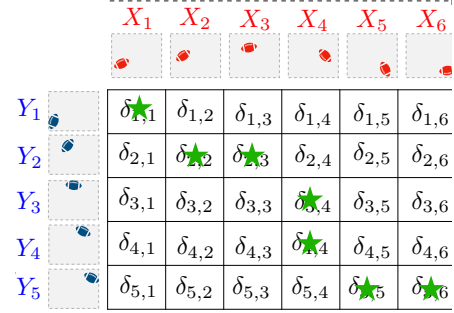 X₁ X₂ X₃ X₄ X₅ X₆
Y₁ δ₁,₁ δ₁,₂ δ₁,₃ δ₁,₄ δ₁,₅ δ₁,₆
Y₂ δ₂,₁ δ₂,₂ δ₂,₃ δ₂,₄ δ₂,₅ δ₂,₆
Y₃ δ₃,₁ δ₃,₂ δ₃,₃ δ₃,₄ δ₃,₅ δ₃,₆
Y₄ δ₄,₁ δ₄,₂ δ₄,₃ δ₄,₄ δ₄,₅ δ₄,₆
Y₅ δ₅,₁ δ₅,₂ δ₅,₃ δ₅,₄ δ₅,₅ δ₅,₆